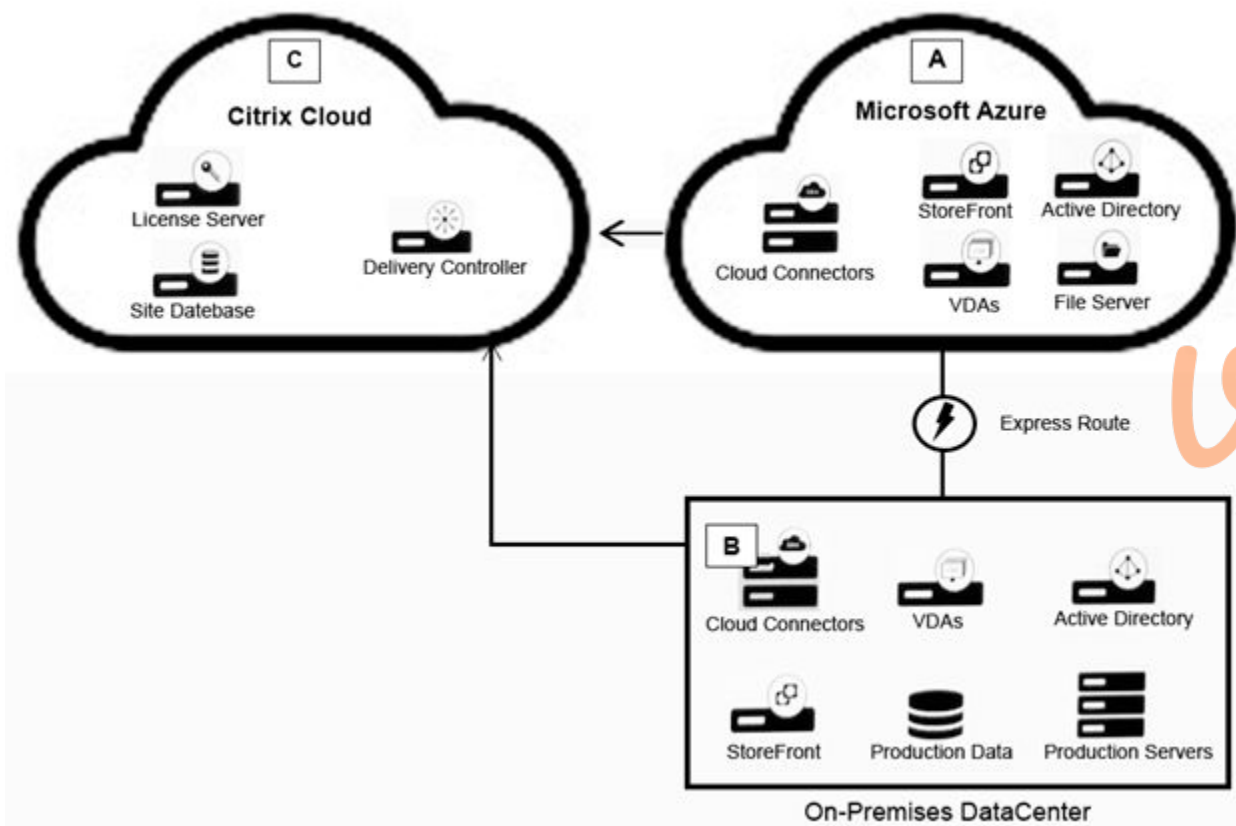 C
Citrix Cloud
License Server
Delivery Controller
Site Datebase
A
Microsoft Azure
StoreFront
Active Directory
Cloud Connectors
VDAs
File Server
Express Route
B
Cloud Connectors
VDAs
Active Directory
StoreFront
Production Data
Production Servers
On-Premises DataCenter